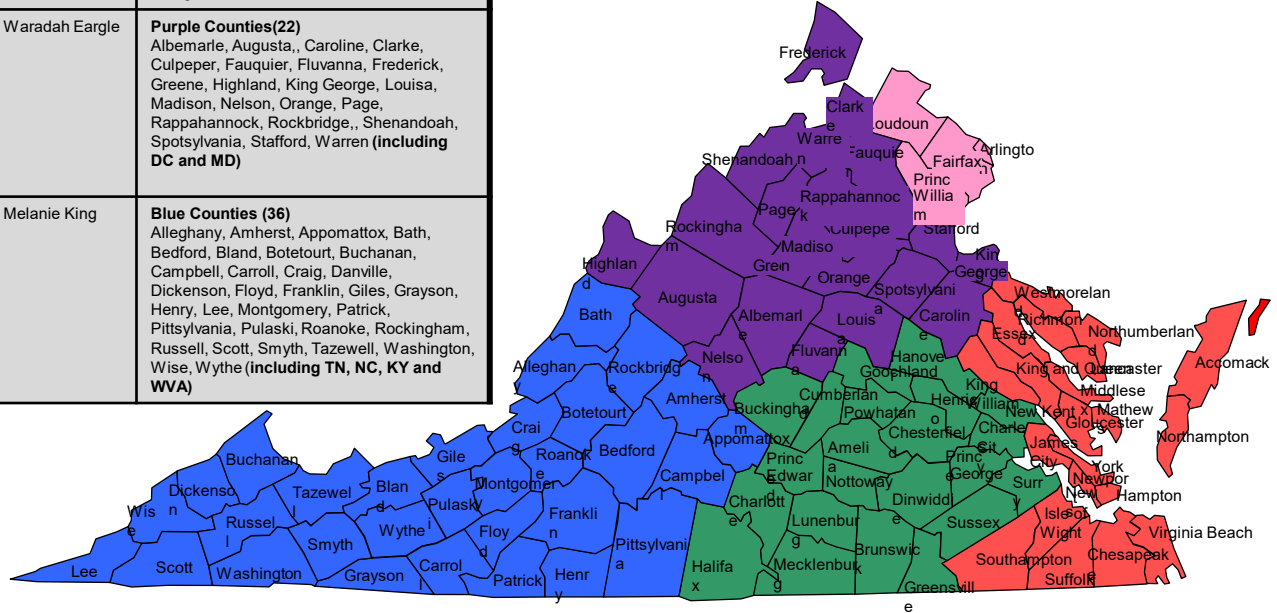 Waradah Eargle
Purple Counties(22)
Albemarle, Augusta,, Caroline, Clarke,
Culpeper, Fauquier, Fluvanna, Frederick,
Greene, Highland, King George, Louisa,
Madison, Nelson, Orange, Page,
Rappahannock, Rockbridge,, Shenandoah,
Spotsylvania, Stafford, Warren (including
DC and MD)
Melanie King
Blue Counties (36)
Alleghany, Amherst, Appomattox, Bath,
Bedford, Bland, Botetourt, Buchanan,
Campbell, Carroll, Craig, Danville,
Dickenson, Floyd, Franklin, Giles, Grayson,
Henry, Lee, Montgomery, Patrick,
Pittsylvania, Pulaski, Roanoke, Rockingham,
Russell, Scott, Smyth, Tazewell, Washington,
Wise, Wythe (including TN, NC, KY and
WVA)
Frederick
Clark
e
oudoun
Warre
n
Fauquie
Arlingto
n
Shenandoah
Fairfax
Princ
Willia
m
Rappahannoc
k
Page
Rockingha
m
Culpepe
Stafford
Madiso
Highlan
d
Gren
Orange
Kin
George
Augusta
Spotsylvani
a
Westmorelan
d
Bath
Albemarl
e
Louis
a
Carolin
e
Richmon
d
Essex
Northumberlan
d
Nelso
n
Fluvann
a
Hanove
Accomack
Alleghan
y
Rockbridg
e
Goochland
King and Queen
Lancaster
Amherst
Cumberlan
d
King
William
Middlese
x
Botetourt
Buckingha
m
Powhatan
Henric
o
New Kent
Mathew
s
Gloucester
Crai
g
Appomattox
Chesterfiel
d
Charle
Cit
y
James
City
Northampton
Buchanan
Gile
s
Roanok
e
Bedford
Campbel
Princ
Edwar
d
Ameli
a
Princ
e
George
York
Dickenso
n
Tazewel
l
Blan
d
Montgomer
y
Nottoway
Surr
y
Newpor
New
Hampton
Wis
e
Russel
l
Pulask
i
Charlott
e
Dinwidd
e
Wythe
Floy
d
Frankli
n
Lunenbur
g
Sussex
Isle of
Wight
Virginia Beach
Smyth
Pittsylvani
a
Brunswic
k
Southampton
Chesapeak
e
Lee
Scott
Washington
Grayson
Carrol
l
Patrick
Henr
y
Halifa
x
Mecklenbur
g
Greensvill
e
Suffolk